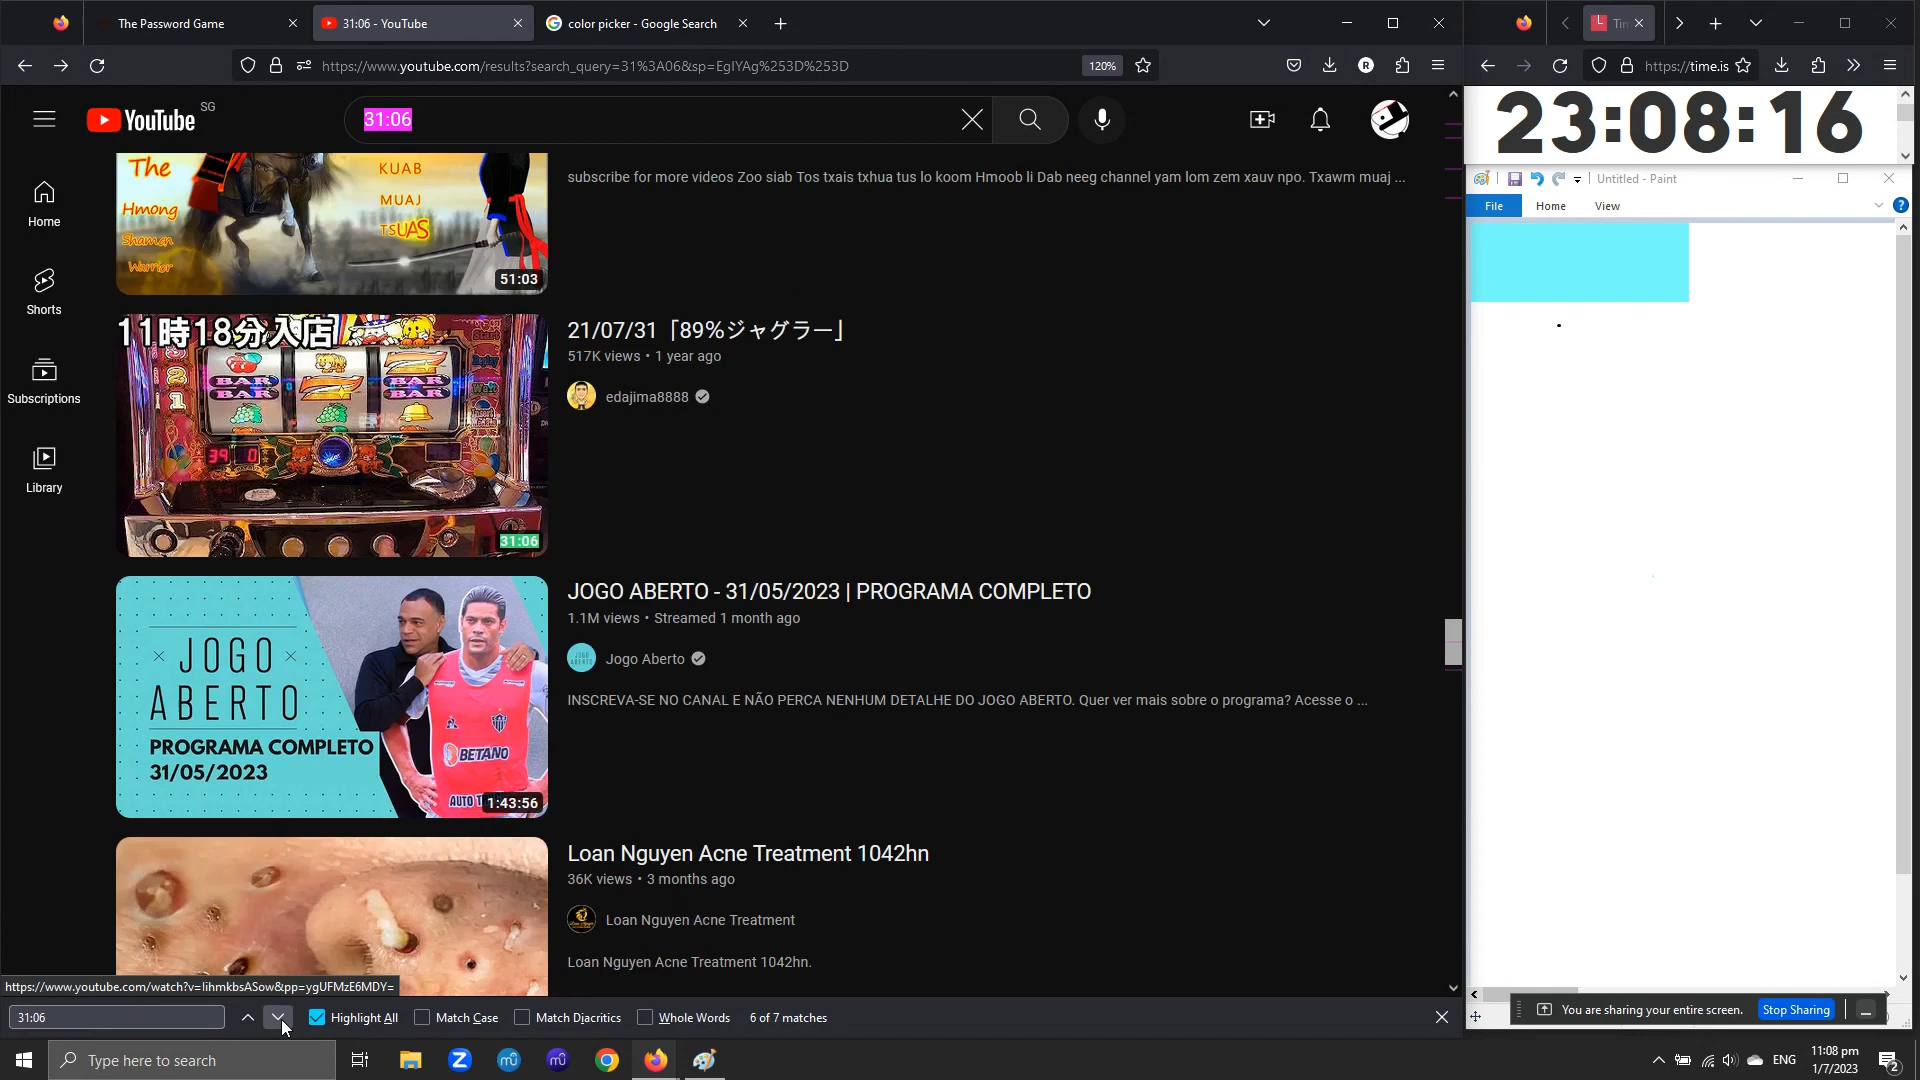 The Password Game
31:06 - YouTube
color picker - Google Search
https://www.youtube.com/results?search_query=31%3A06&sp=EgIYAg%253D%253D
120%
https://time.is
YouTube
SG
31:06
23:08:16
Home
Shorts
Subscriptions
Library
The
Hmong
Shaman
Warrior
KUAB
MUAJ
TSUAS
51:03
subscribe for more videos Zoo siab Tos txais txhua tus lo koom Hmoob li Dab neeg channel yam lom zem xauv npo. Txawm muaj ...
11時18分入店
BAR
BAR
BAR
BAR
39 0
31:06
21/07/31「89%ジャグラー」
517K views • 1 year ago
edajima8888
JOGO
ABERTO
PROGRAMA COMPLETO
31/05/2023
BETANO
1:43:56
JOGO ABERTO - 31/05/2023 | PROGRAMA COMPLETO
1.1M views • Streamed 1 month ago
Jogo Aberto
INSCREVA-SE NO CANAL E NÃO PERCA NENHUM DETALHE DO JOGO ABERTO. Quer ver mais sobre o programa? Acesse o ...
Loan Nguyen Acne Treatment 1042hn
36K views • 3 months ago
Loan Nguyen Acne Treatment
Loan Nguyen Acne Treatment 1042hn.
https://www.youtube.com/watch?v=IihmkbsASow&pp=ygUFMzE6MDY=
31:06
Highlight All
Match Case
Match Diacritics
Whole Words
6 of 7 matches
Untitled - Paint
File
Home
View
You are sharing your entire screen.
Stop Sharing
Type here to search
ENG
11:08 pm
1/7/2023
2